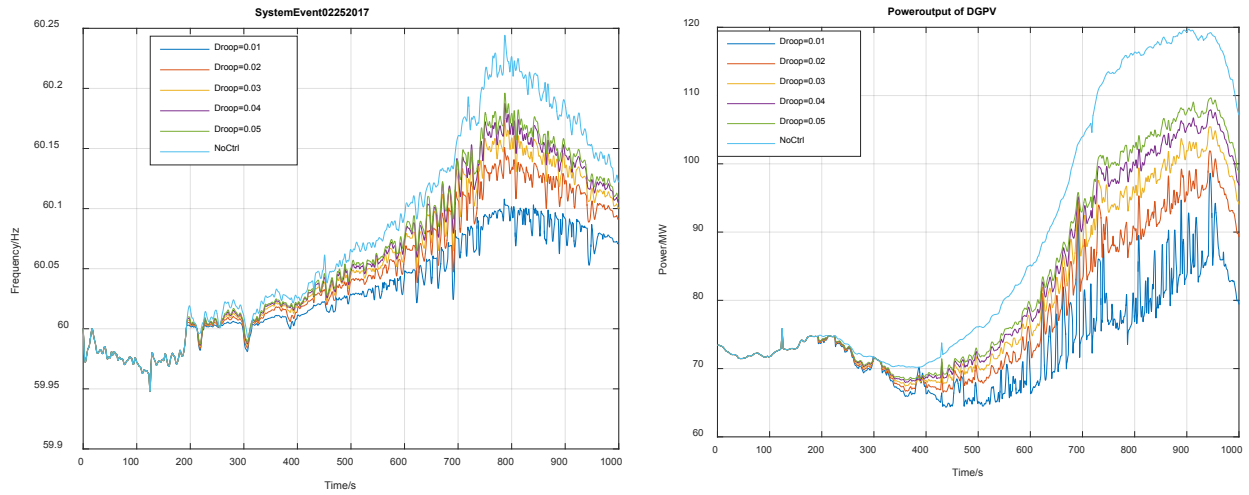 SystemEvent02252017
60.25
60.2
60.15
60.1
60.05
60
59.95
59.9
Frequency/Hz
Droop=0.01
Droop=0.02
Droop=0.03
Droop=0.04
Droop=0.05
NoCtrl
0 100 200 300 400 500 600 700 800 900 1000
Time/s
Poweroutput of DGPV
120
110
100
90
80
70
60
Power/MW
Droop=0.01
Droop=0.02
Droop=0.03
Droop=0.04
Droop=0.05
NoCtrl
0 100 200 300 400 500 600 700 800 900 1000
Time/s